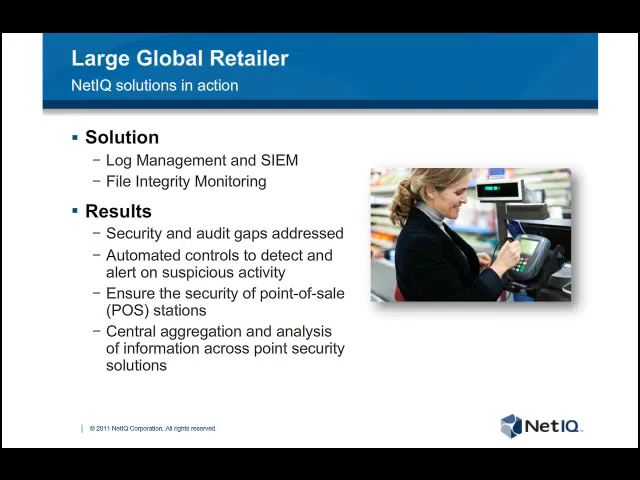 Large Global Retailer
NetIQ solutions in action
▪ Solution
− Log Management and SIEM
− File Integrity Monitoring
▪ Results
− Security and audit gaps addressed
− Automated controls to detect and
alert on suspicious activity
− Ensure the security of point-of-sale
(POS) stations
− Central aggregation and analysis
of information across point security
solutions
© 2011 NetIQ Corporation. All rights reserved.
NetIQ